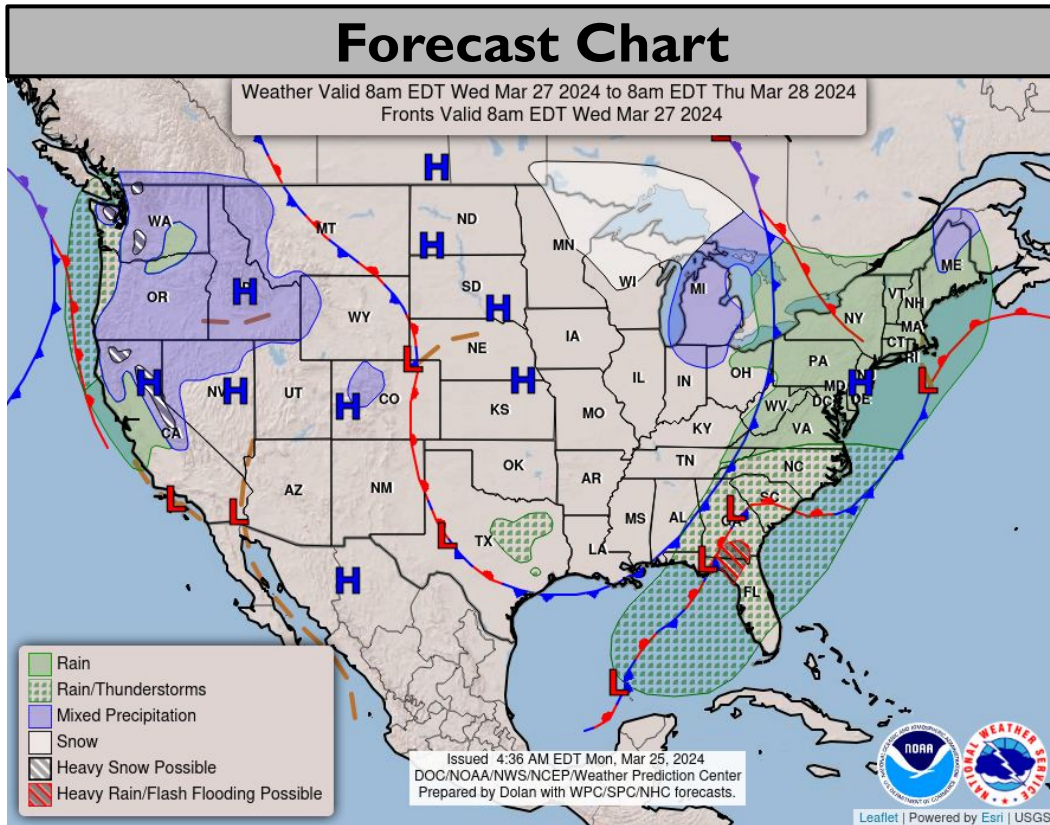 Forecast Chart
Weather Valid 8am EDT Wed Mar 27 2024 to 8am EDT Thu Mar 28 2024
Fronts Valid 8am EDT Wed Mar 27 2024
H
WA
MT
ND
H
MN
ME
OR
H
SD
H
WI
MI
VT
NH
WY
NY
MA
CT
RI
L
NE
IA
PA
L
H
NV
H
UT
H
CO
H
IL
IN
OH
MD
H
DE
DC
KS
MO
WV
VA
CA
KY
AZ
NM
OK
AR
TN
NC
L
L
L
TX
MS
AL
L
GA
SC
LA
L
H
FL
L
Rain
Rain/Thunderstorms
Mixed Precipitation
Snow
Heavy Snow Possible
Heavy Rain/Flash Flooding Possible
Issued 4:36 AM EDT Mon, Mar 25, 2024
DOC/NOAA/NWS/NCEP/Weather Prediction Center
Prepared by Dolan with WPC/SPC/NHC forecasts.
NOAA
NATIONAL WEATHER SERVICE
Leaflet | Powered by Esri | USGS